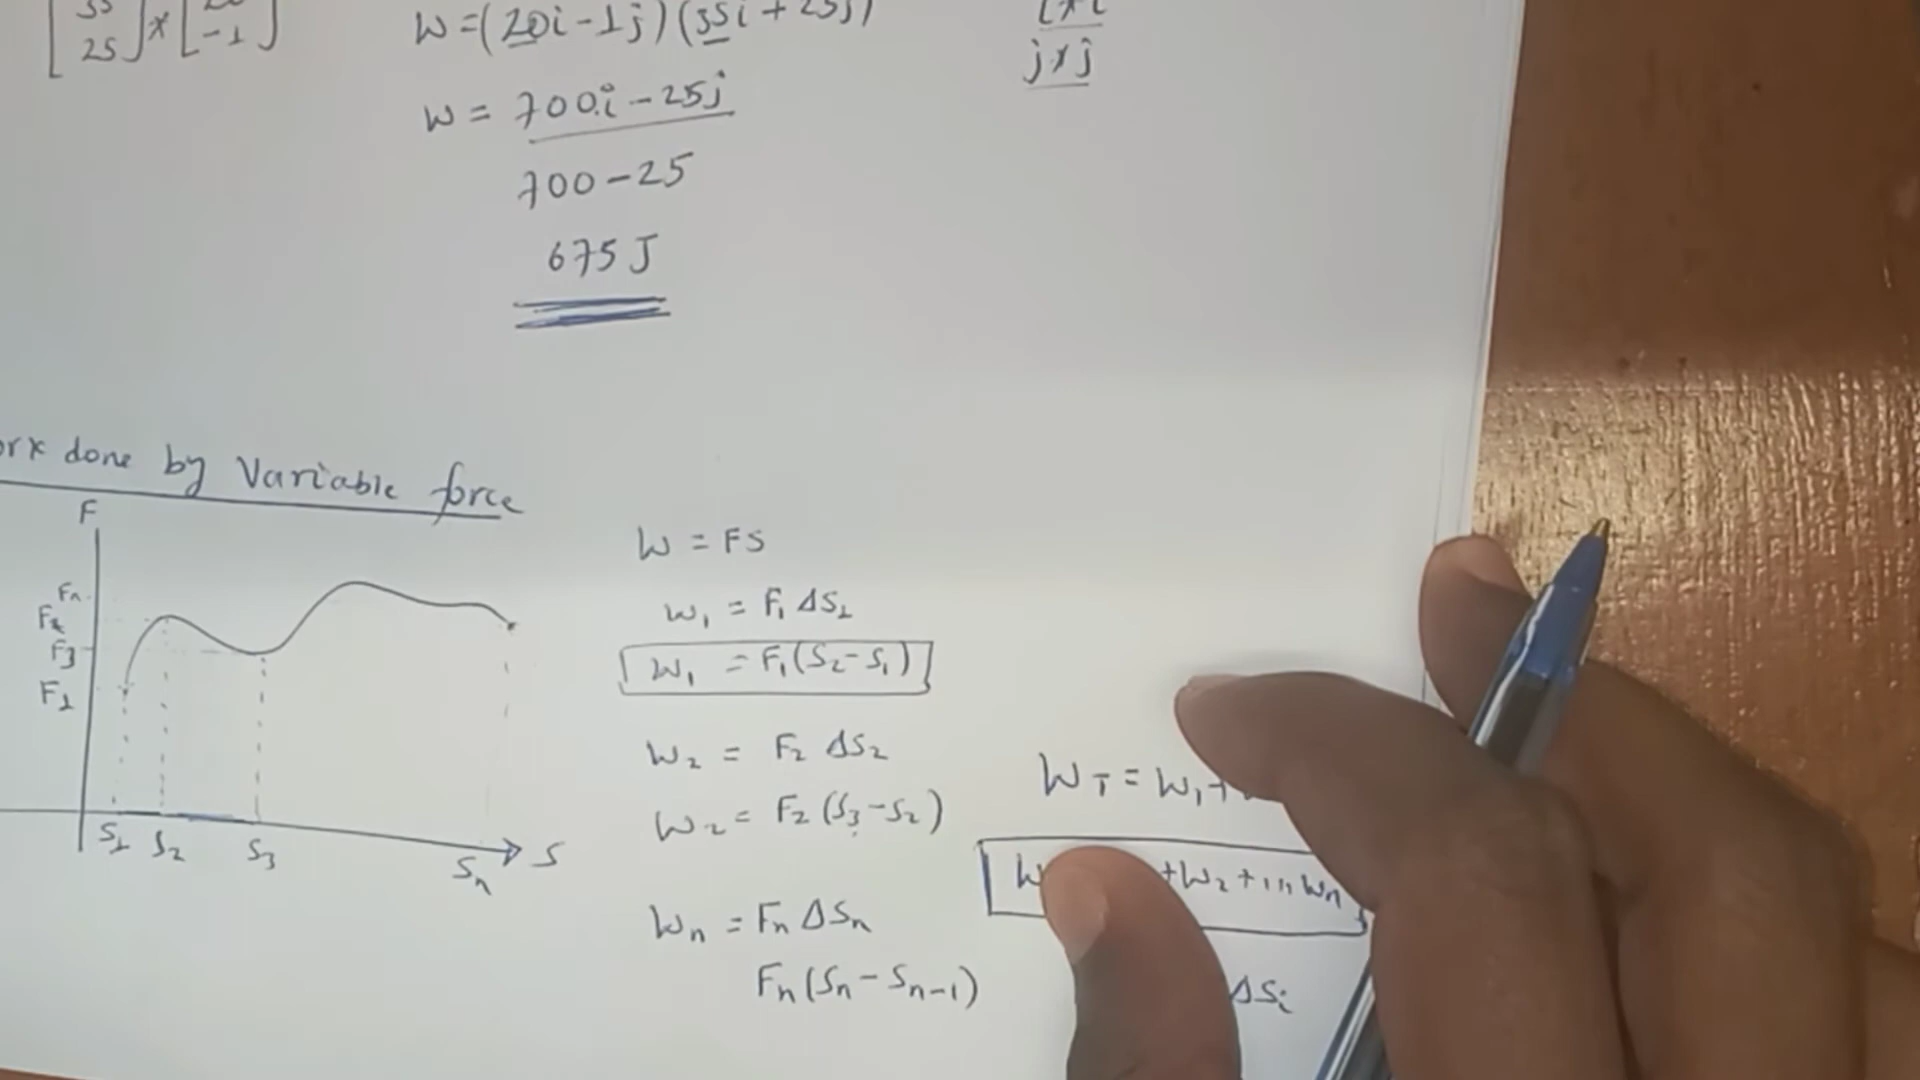 25] x [-1]
W = (20i - 1j) (35i + 25j)
j x j
W = 700i - 25j
700 - 25
675 J
done by Variable force
F
Fn
F2
F3
F1
S1 S2 S3 Sn S
W = FS
W1 = F1 ΔS1
W1 = F1(S2-S1)
W2 = F2 ΔS2
W2 = F2 (S3-S2)
Wn = Fn ΔSn
Fn (Sn - Sn-1)
WT = W1+
W +W2 + ... Wn
ΔSi